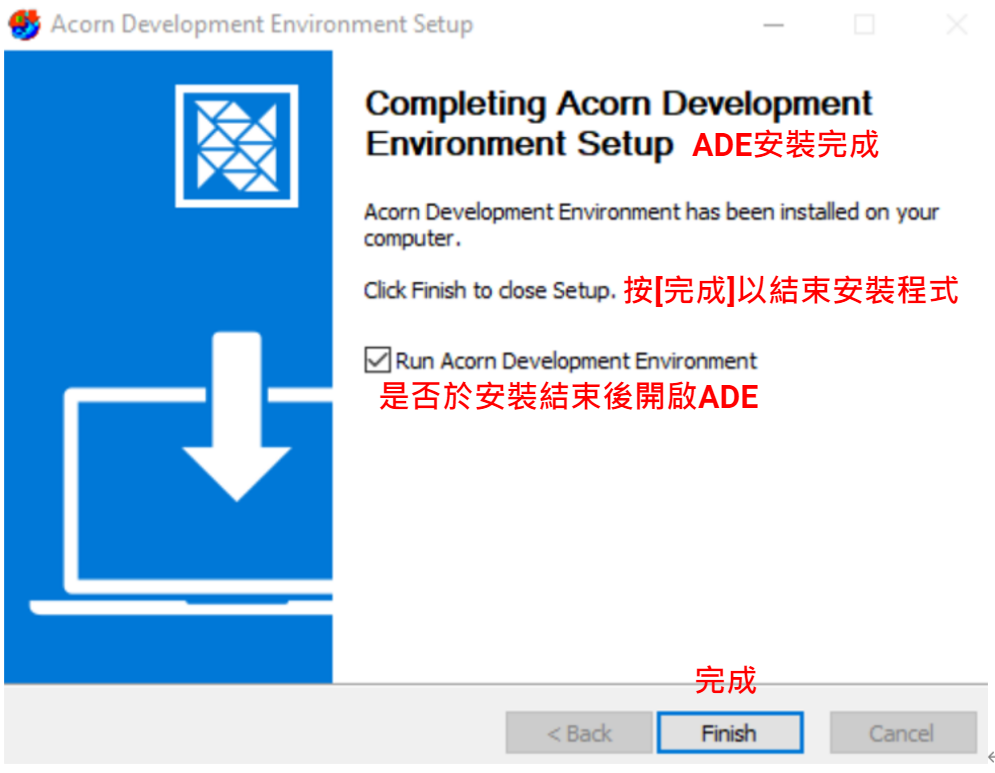 Acorn Development Environment Setup
Completing Acorn Development
Environment Setup ADE安裝完成
Acorn Development Environment has been installed on your
computer.
Click Finish to close Setup. 按[完成]以結束安裝程式
Run Acorn Development Environment
是否於安裝結束後開啟ADE
完成
< Back Finish Cancel